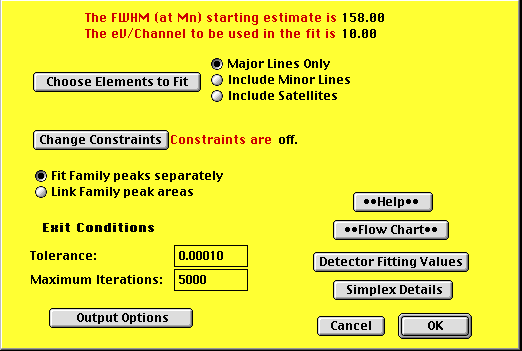 The FWHM (at Mn) starting estimate is 158.00
The eV/Channel to be used in the fit is 10.00
Choose Elements to Fit
Major Lines Only
Include Minor Lines
Include Satellites
Change Constraints Constraints are off.
Fit Family peaks separately
Link Family peak areas
••Help••
Exit Conditions
••Flow Chart••
Tolerance: 0.00010
Detector Fitting Values
Maximum Iterations: 5000
Simplex Details
Output Options
Cancel OK